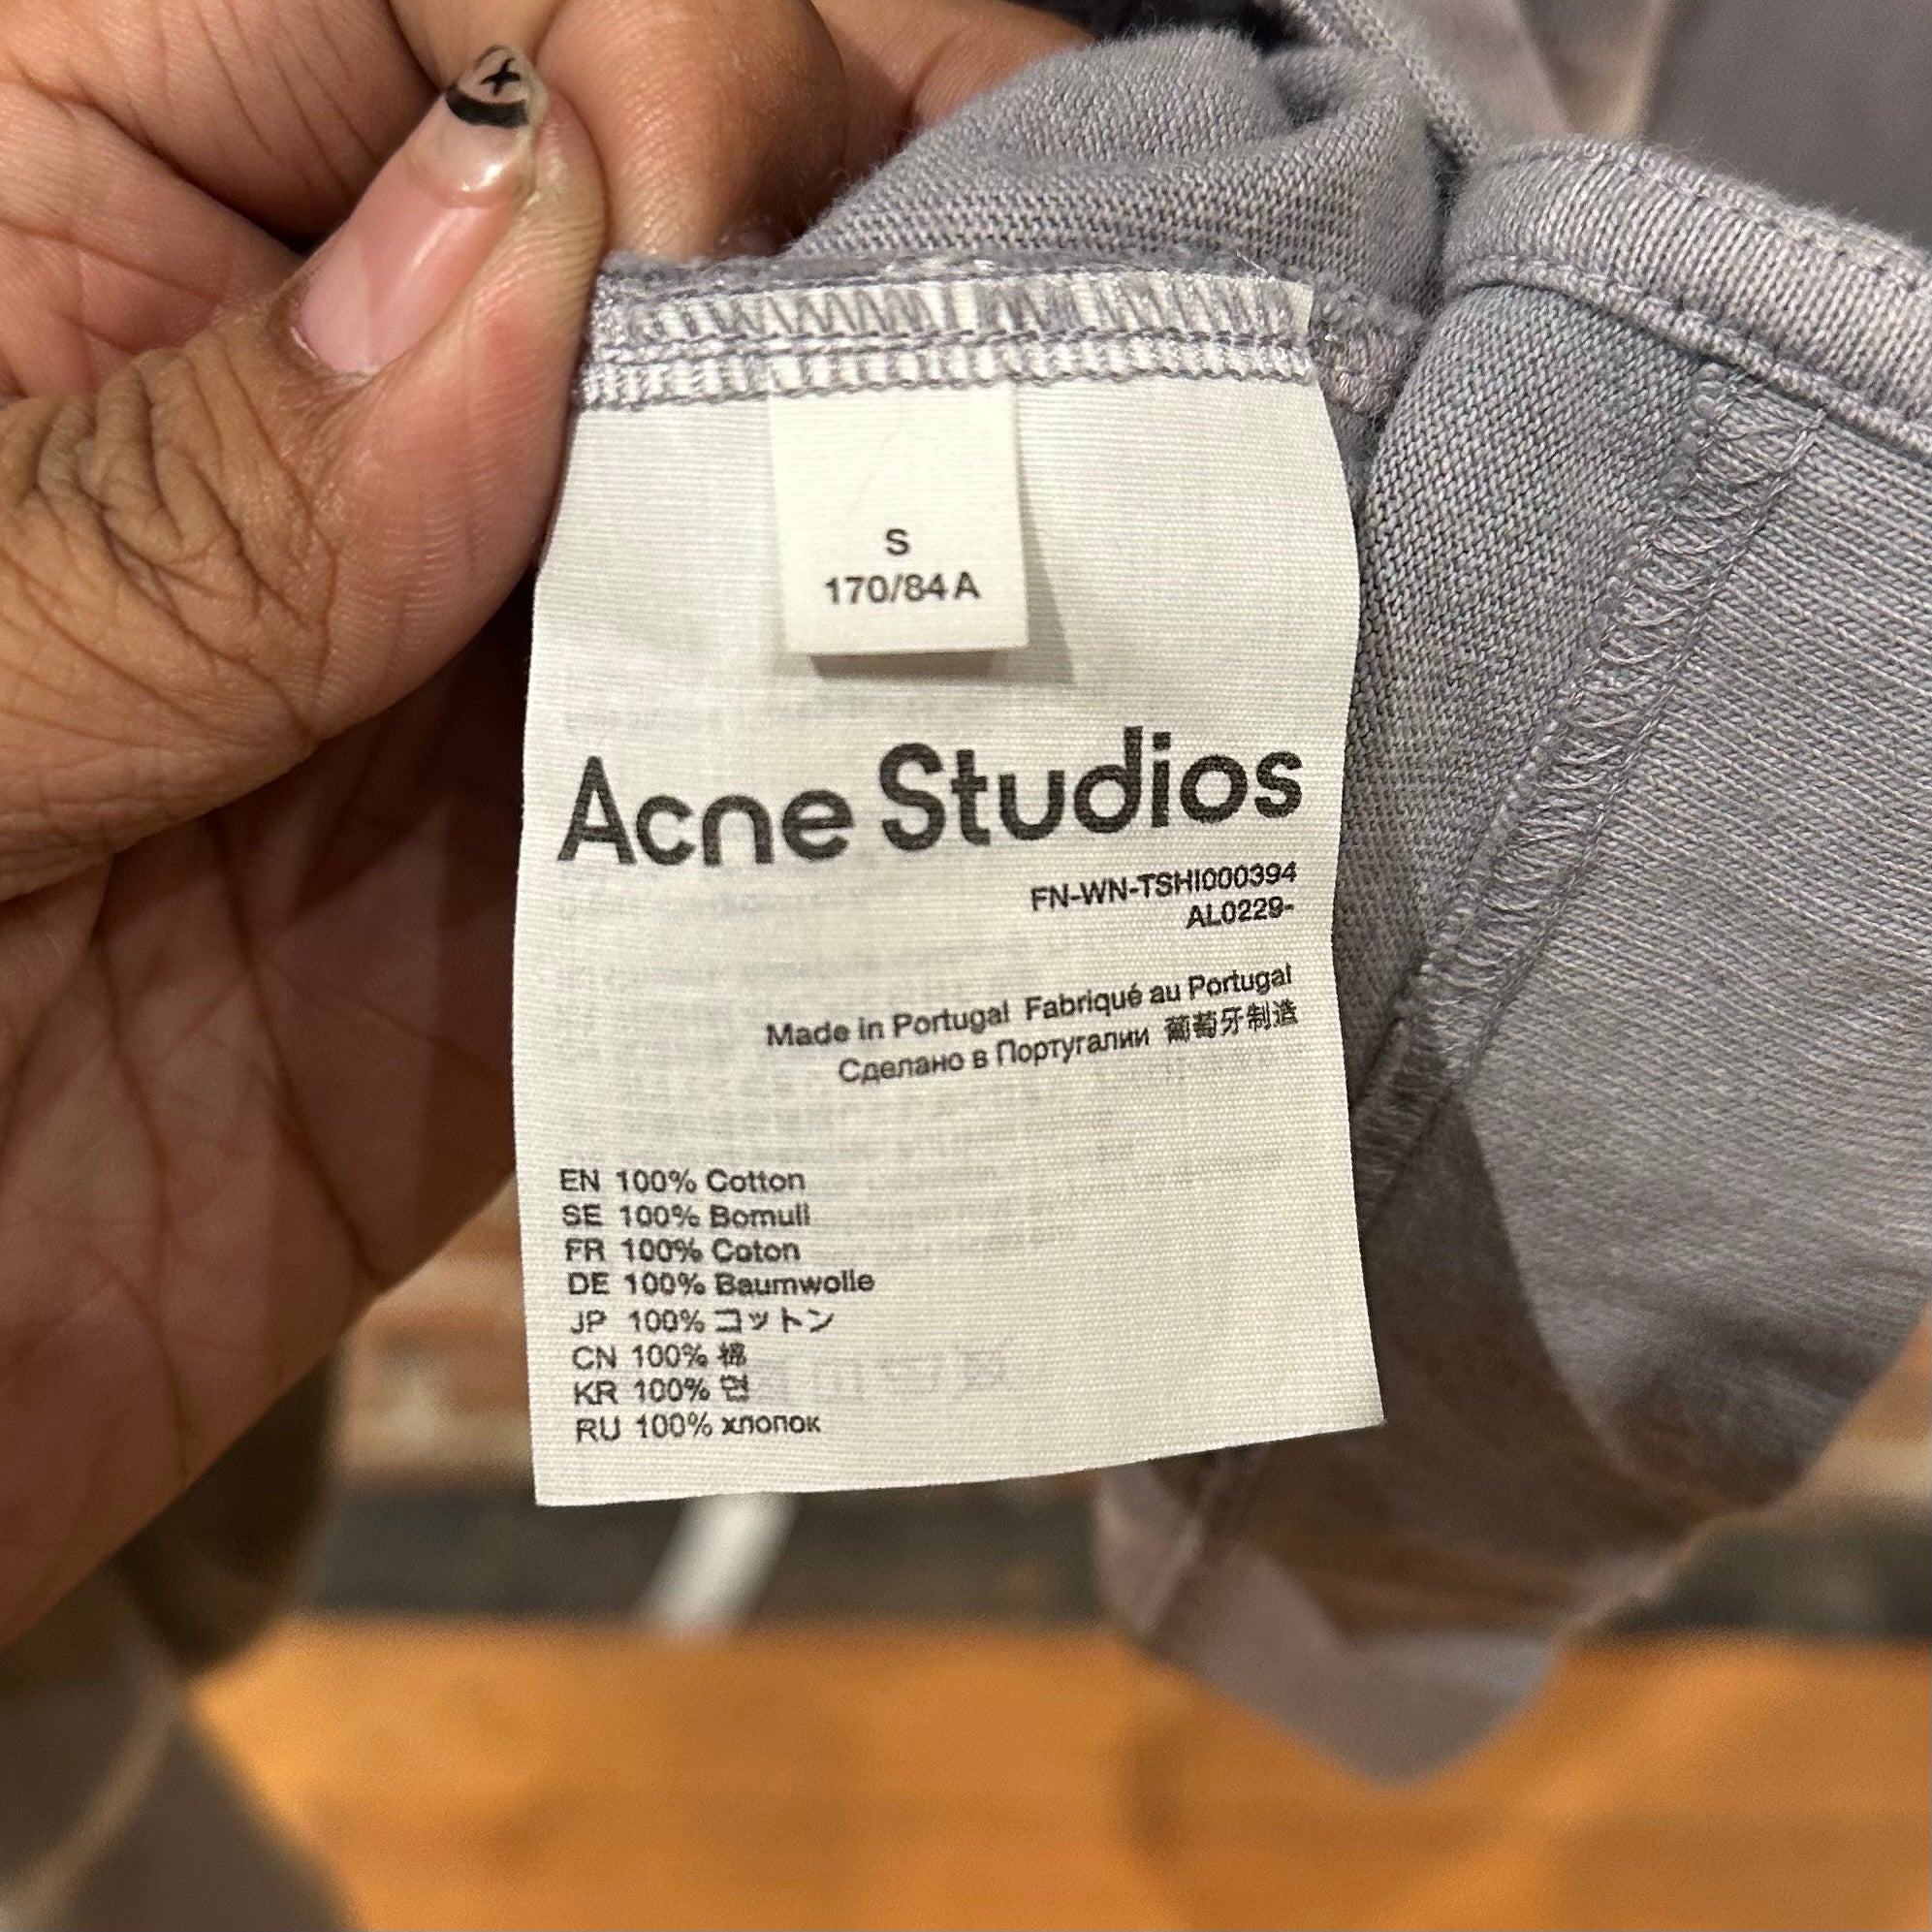 S
170/84A
Acne Studios
FN-WN-TSHI000394
AL0229-
Made in Portugal Fabriqué au Portugal
Сделано в Португалии 葡萄牙制造
EN 100% Cotton
SE 100% Bomull
FR 100% Coton
DE 100% Baumwolle
JP 100% コットン
CN 100% 棉
KR 100% 면
RU 100% хлопок